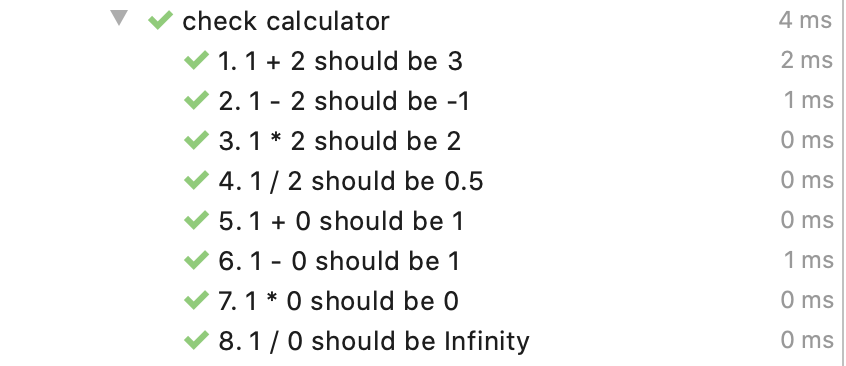 check calculator 4 ms
1. 1 + 2 should be 3 2 ms
2. 1 - 2 should be -1 1 ms
3. 1 * 2 should be 2 0 ms
4. 1 / 2 should be 0.5 0 ms
5. 1 + 0 should be 1 0 ms
6. 1 - 0 should be 1 1 ms
7. 1 * 0 should be 0 0 ms
8. 1 / 0 should be Infinity 0 ms